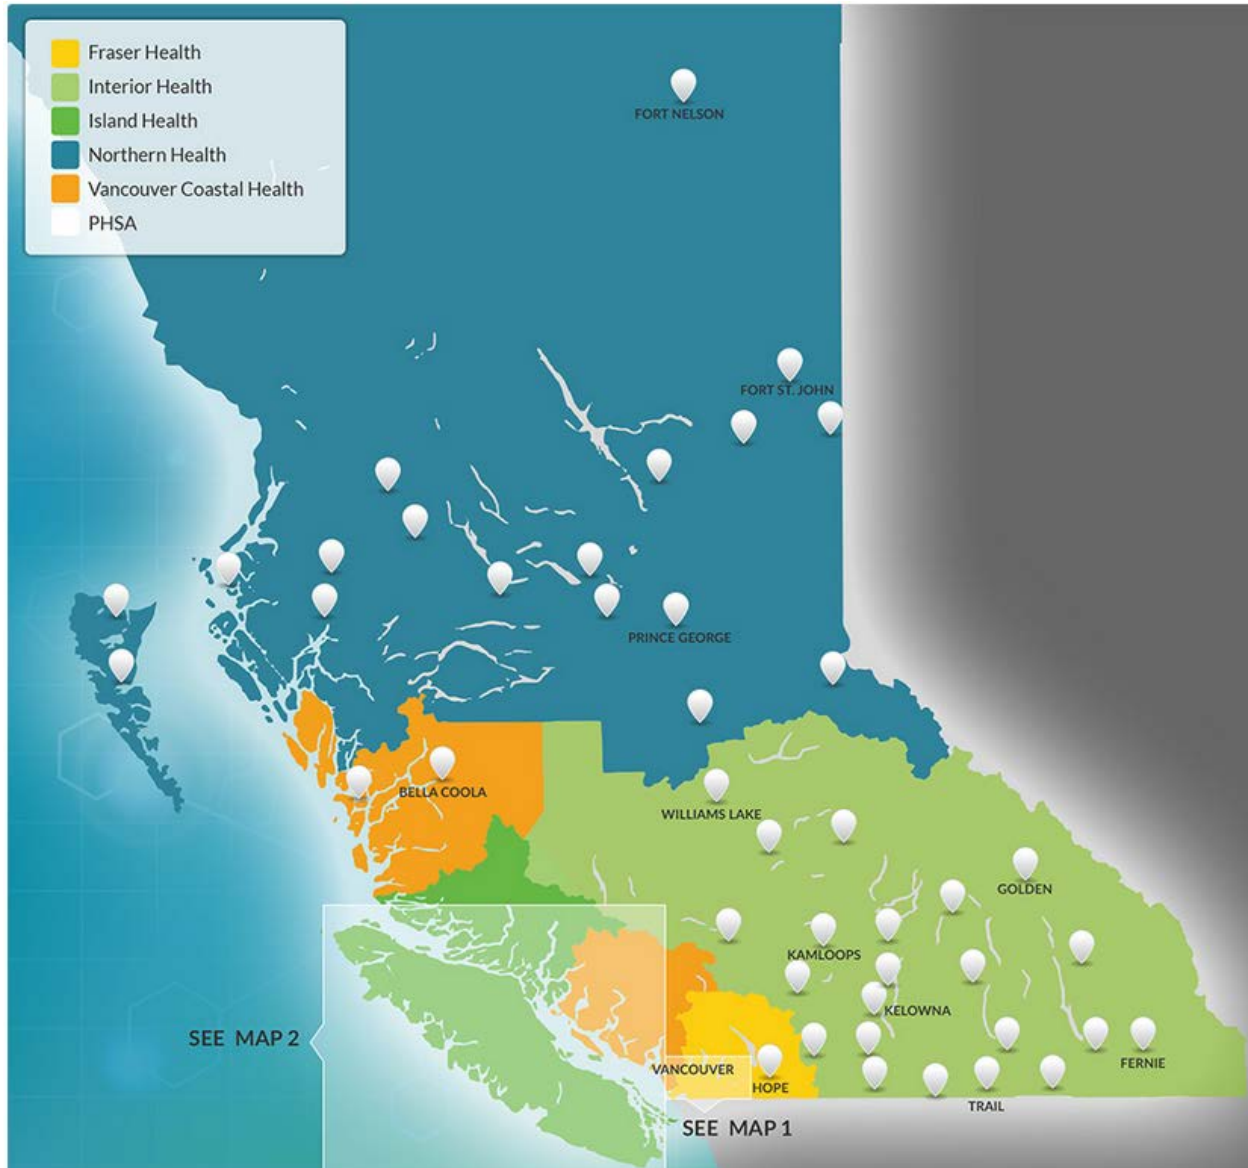 Fraser Health
Interior Health
Island Health
Northern Health
Vancouver Coastal Health
PHSA
FORT NELSON
FORT ST. JOHN
PRINCE GEORGE
BELLA COOLA
WILLIAMS LAKE
GOLDEN
KAMLOOPS
KELOWNA
SEE MAP 2
VANCOUVER
HOPE
FERNIE
TRAIL
SEE MAP 1